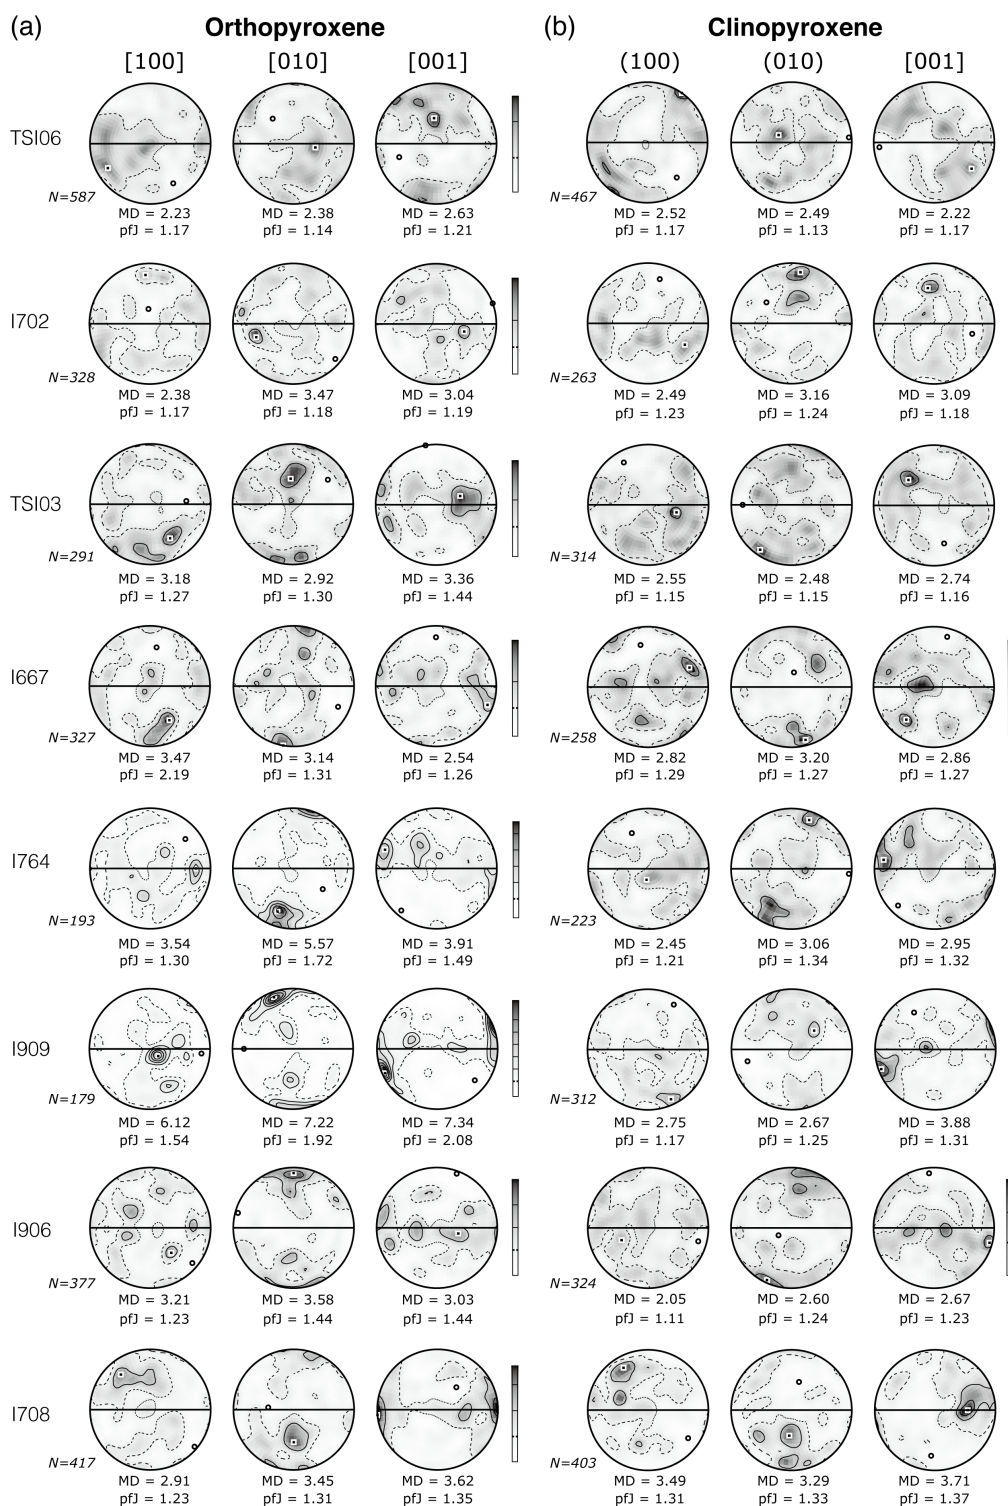 (a) Orthopyroxene (b) Clinopyroxene
[100] [010] [001] (100) (010) [001]
TSI06
N=587 N=467
MD = 2.23 MD = 2.38 MD = 2.63 MD = 2.52 MD = 2.49 MD = 2.22
pfJ = 1.17 pfJ = 1.14 pfJ = 1.21 pfJ = 1.17 pfJ = 1.13 pfJ = 1.17
I702
N=328 N=263
MD = 2.38 MD = 3.47 MD = 3.04 MD = 2.49 MD = 3.16 MD = 3.09
pfJ = 1.17 pfJ = 1.18 pfJ = 1.19 pfJ = 1.23 pfJ = 1.24 pfJ = 1.18
TSI03
N=291 N=314
MD = 3.18 MD = 2.92 MD = 3.36 MD = 2.55 MD = 2.48 MD = 2.74
pfJ = 1.27 pfJ = 1.30 pfJ = 1.44 pfJ = 1.15 pfJ = 1.15 pfJ = 1.16
I667
N=327 N=258
MD = 3.47 MD = 3.14 MD = 2.54 MD = 2.82 MD = 3.20 MD = 2.86
pfJ = 2.19 pfJ = 1.31 pfJ = 1.26 pfJ = 1.29 pfJ = 1.27 pfJ = 1.27
I764
N=193 N=223
MD = 3.54 MD = 5.57 MD = 3.91 MD = 2.45 MD = 3.06 MD = 2.95
pfJ = 1.30 pfJ = 1.72 pfJ = 1.49 pfJ = 1.21 pfJ = 1.34 pfJ = 1.32
I909
N=179 N=312
MD = 6.12 MD = 7.22 MD = 7.34 MD = 2.75 MD = 2.67 MD = 3.88
pfJ = 1.54 pfJ = 1.92 pfJ = 2.08 pfJ = 1.17 pfJ = 1.25 pfJ = 1.31
I906
N=377 N=324
MD = 3.21 MD = 3.58 MD = 3.03 MD = 2.05 MD = 2.60 MD = 2.67
pfJ = 1.23 pfJ = 1.44 pfJ = 1.44 pfJ = 1.11 pfJ = 1.24 pfJ = 1.23
I708
N=417 N=403
MD = 2.91 MD = 3.45 MD = 3.62 MD = 3.49 MD = 3.29 MD = 3.71
pfJ = 1.23 pfJ = 1.31 pfJ = 1.35 pfJ = 1.31 pfJ = 1.33 pfJ = 1.37